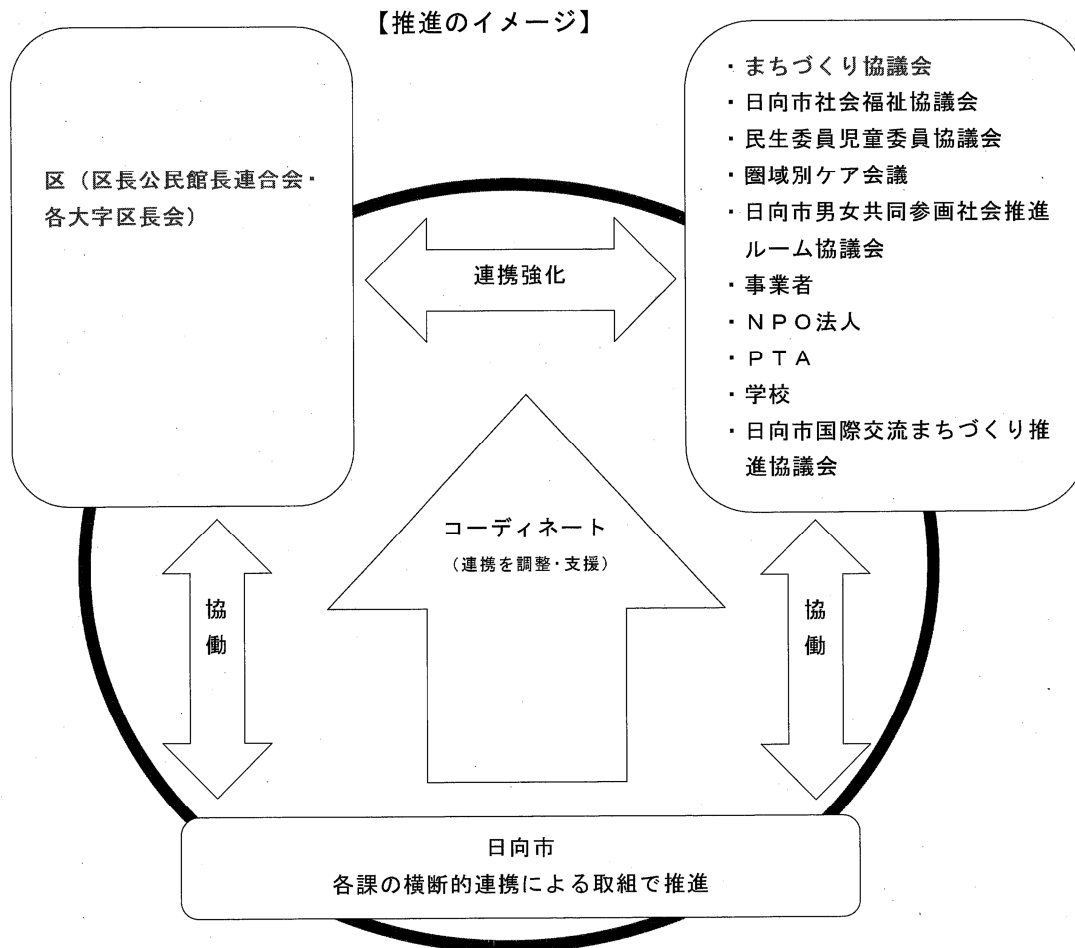 【推進のイメージ】
区（区長公民館長連合会・
各大字区長会）
・まちづくり協議会
・日向市社会福祉協議会
・民生委員児童委員協議会
・圏域別ケア会議
・日向市男女共同参画社会推進
ルーム協議会
・事業者
・ＮＰＯ法人
・ＰＴＡ
・学校
・日向市国際交流まちづくり推
進協議会
連携強化
コーディネート
（連携を調整・支援）
協
働
協
働
日向市
各課の横断的連携による取組で推進